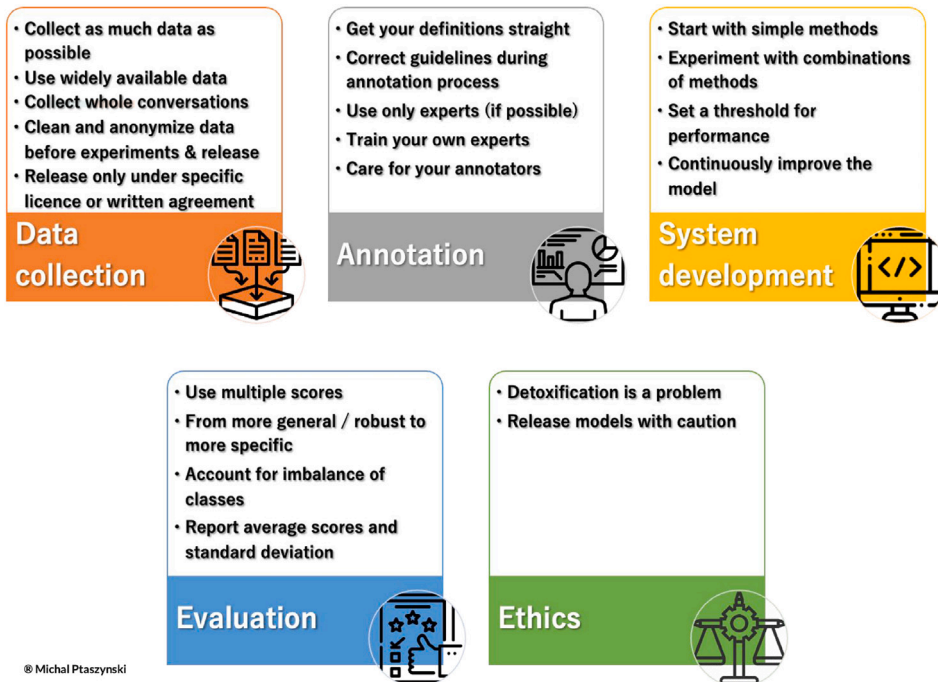 · Collect as much data as
possible
· Use widely available data
· Collect whole conversations
· Clean and anonymize data
before experiments & release
· Release only under specific
licence or written agreement
Data
collection
· Get your definitions straight
· Correct guidelines during
annotation process
· Use only experts (if possible)
· Train your own experts
· Care for your annotators
Annotation
· Start with simple methods
· Experiment with combinations
of methods
· Set a threshold for
performance
· Continuously improve the
model
System
development
</>
· Use multiple scores
· From more general / robust to
more specific
· Account for imbalance of
classes
· Report average scores and
standard deviation
Evaluation
· Detoxification is a problem
· Release models with caution
Ethics
® Michal Ptaszynski